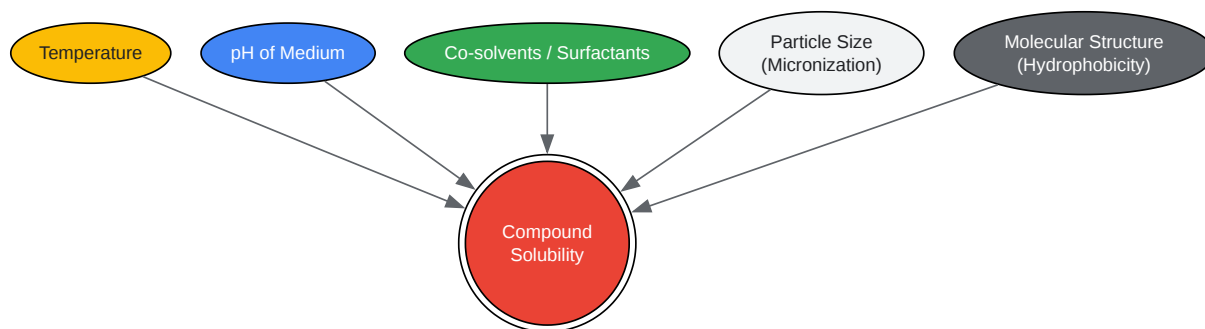 Temperature
pH of Medium
Co-solvents / Surfactants
Particle Size
(Micronization)
Molecular Structure
(Hydrophobicity)
Compound
Solubility